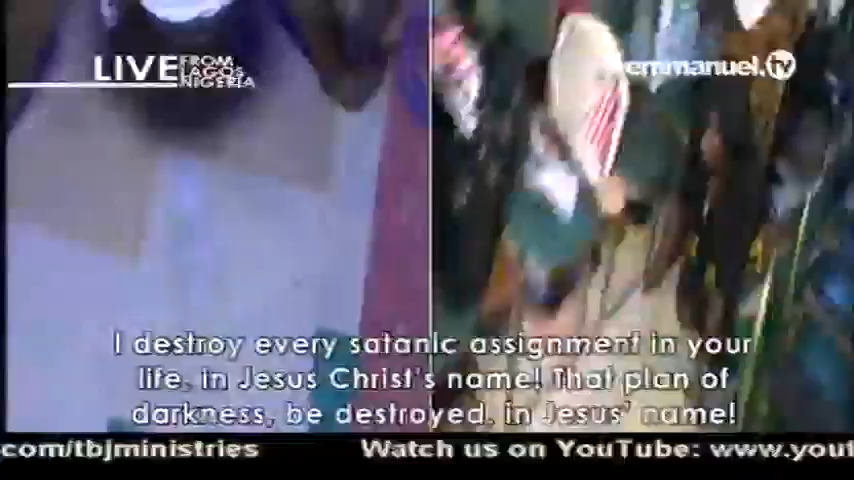 LIVE FROM LAGOS NIGERIA
emmanuel.tv
I destroy every satanic assignment in your
life, in Jesus Christ's name! That plan of
darkness, be destroyed, in Jesus' name!
com/tbjministries Watch us on YouTube: www.yout